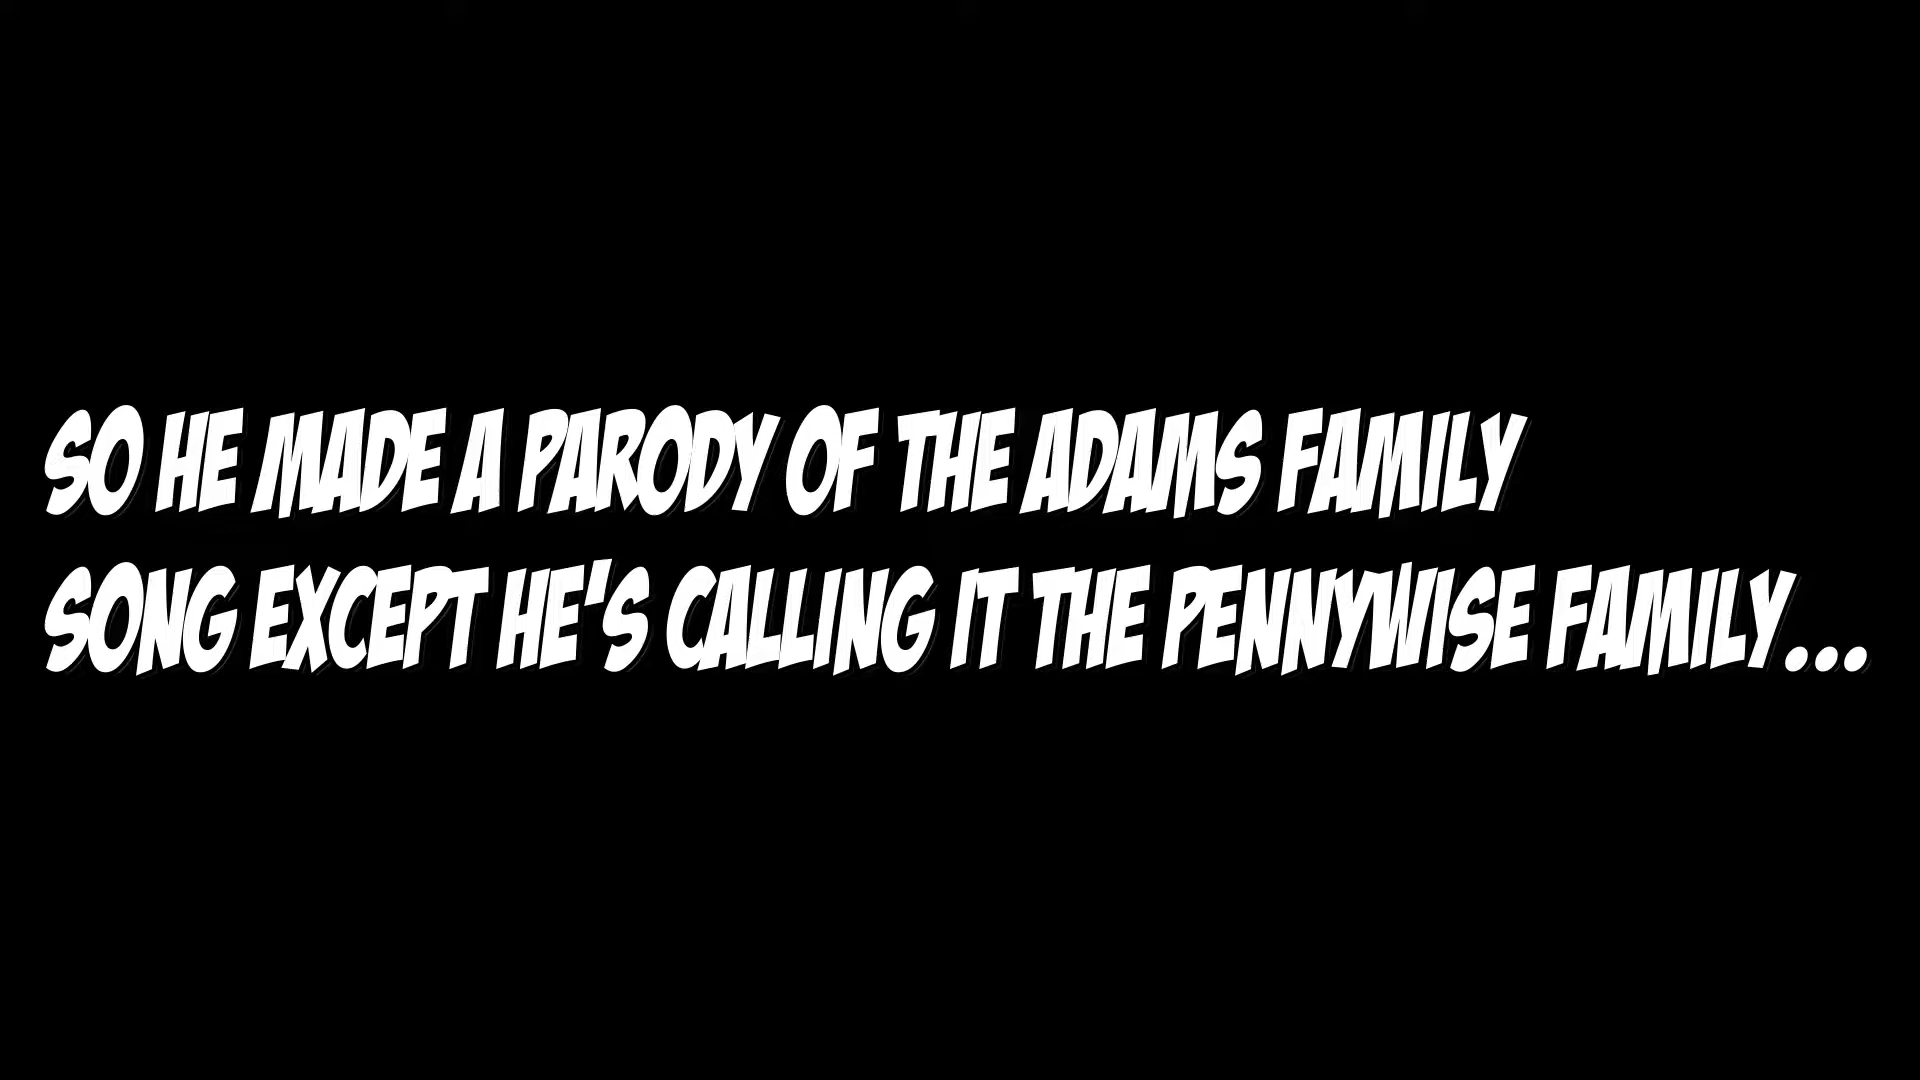 SO HE MADE A PARODY OF THE ADAMS FAMILY
SONG EXCEPT HE'S CALLING IT THE PENNYWISE FAMILY...